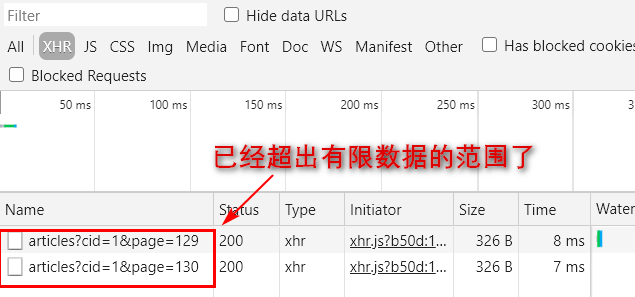 Filter
Hide data URLs
All XHR JS CSS Img Media Font Doc WS Manifest Other Has blocked cookies
Blocked Requests
50 ms 100 ms 150 ms 200 ms 250 ms 300 ms
已经超出有限数据的范围了
Name Status Type Initiator Size Time Water
articles?cid=1&page=129 200 xhr xhr.js?b50d:1... 326 B 8 ms
articles?cid=1&page=130 200 xhr xhr.js?b50d:1... 326 B 7 ms